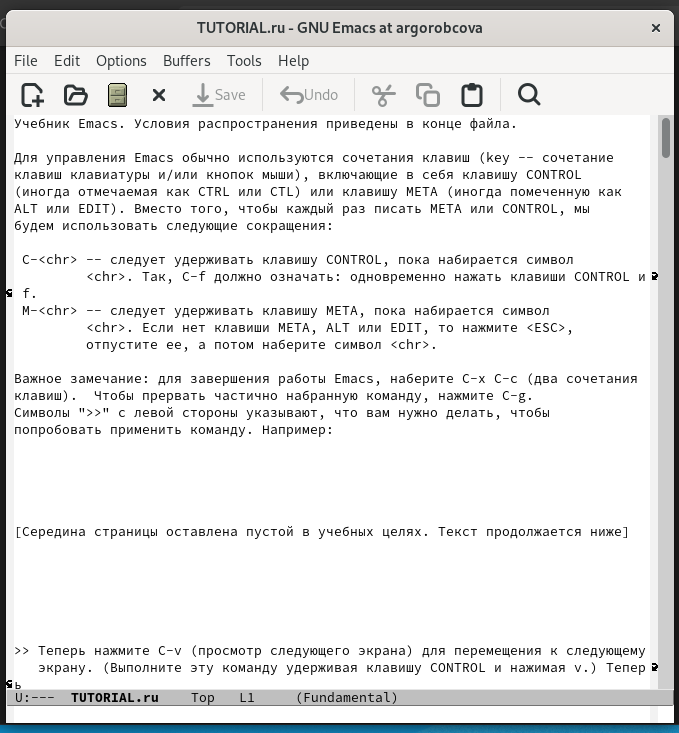 TUTORIAL.ru - GNU Emacs at argorobcova
File Edit Options Buffers Tools Help
Save Undo
Учебник Emacs. Условия распространения приведены в конце файла.
Для управления Emacs обычно используются сочетания клавиш (key -- сочетание
клавиш клавиатуры и/или кнопок мыши), включающие в себя клавишу CONTROL
(иногда отмечаемая как CTRL или CTL) или клавишу META (иногда помеченную как
ALT или EDIT). Вместо того, чтобы каждый раз писать META или CONTROL, мы
будем использовать следующие сокращения:
C-<chr> -- следует удерживать клавишу CONTROL, пока набирается символ
<chr>. Так, C-f должно означать: одновременно нажать клавиши CONTROL и
f.
M-<chr> -- следует удерживать клавишу META, пока набирается символ
<chr>. Если нет клавиши META, ALT или EDIT, то нажмите <ESC>,
отпустите ее, а потом наберите символ <chr>.
Важное замечание: для завершения работы Emacs, наберите C-x C-c (два сочетания
клавиш).  Чтобы прервать частично набранную команду, нажмите C-g.
Символы ">>" с левой стороны указывают, что вам нужно делать, чтобы
попробовать применить команду. Например:
[Середина страницы оставлена пустой в учебных целях. Текст продолжается ниже]
>> Теперь нажмите C-v (просмотр следующего экрана) для перемещения к следующему
экрану. (Выполните эту команду удерживая клавишу CONTROL и нажимая v.) Тепер
ь
U:--- TUTORIAL.ru Top L1 (Fundamental)